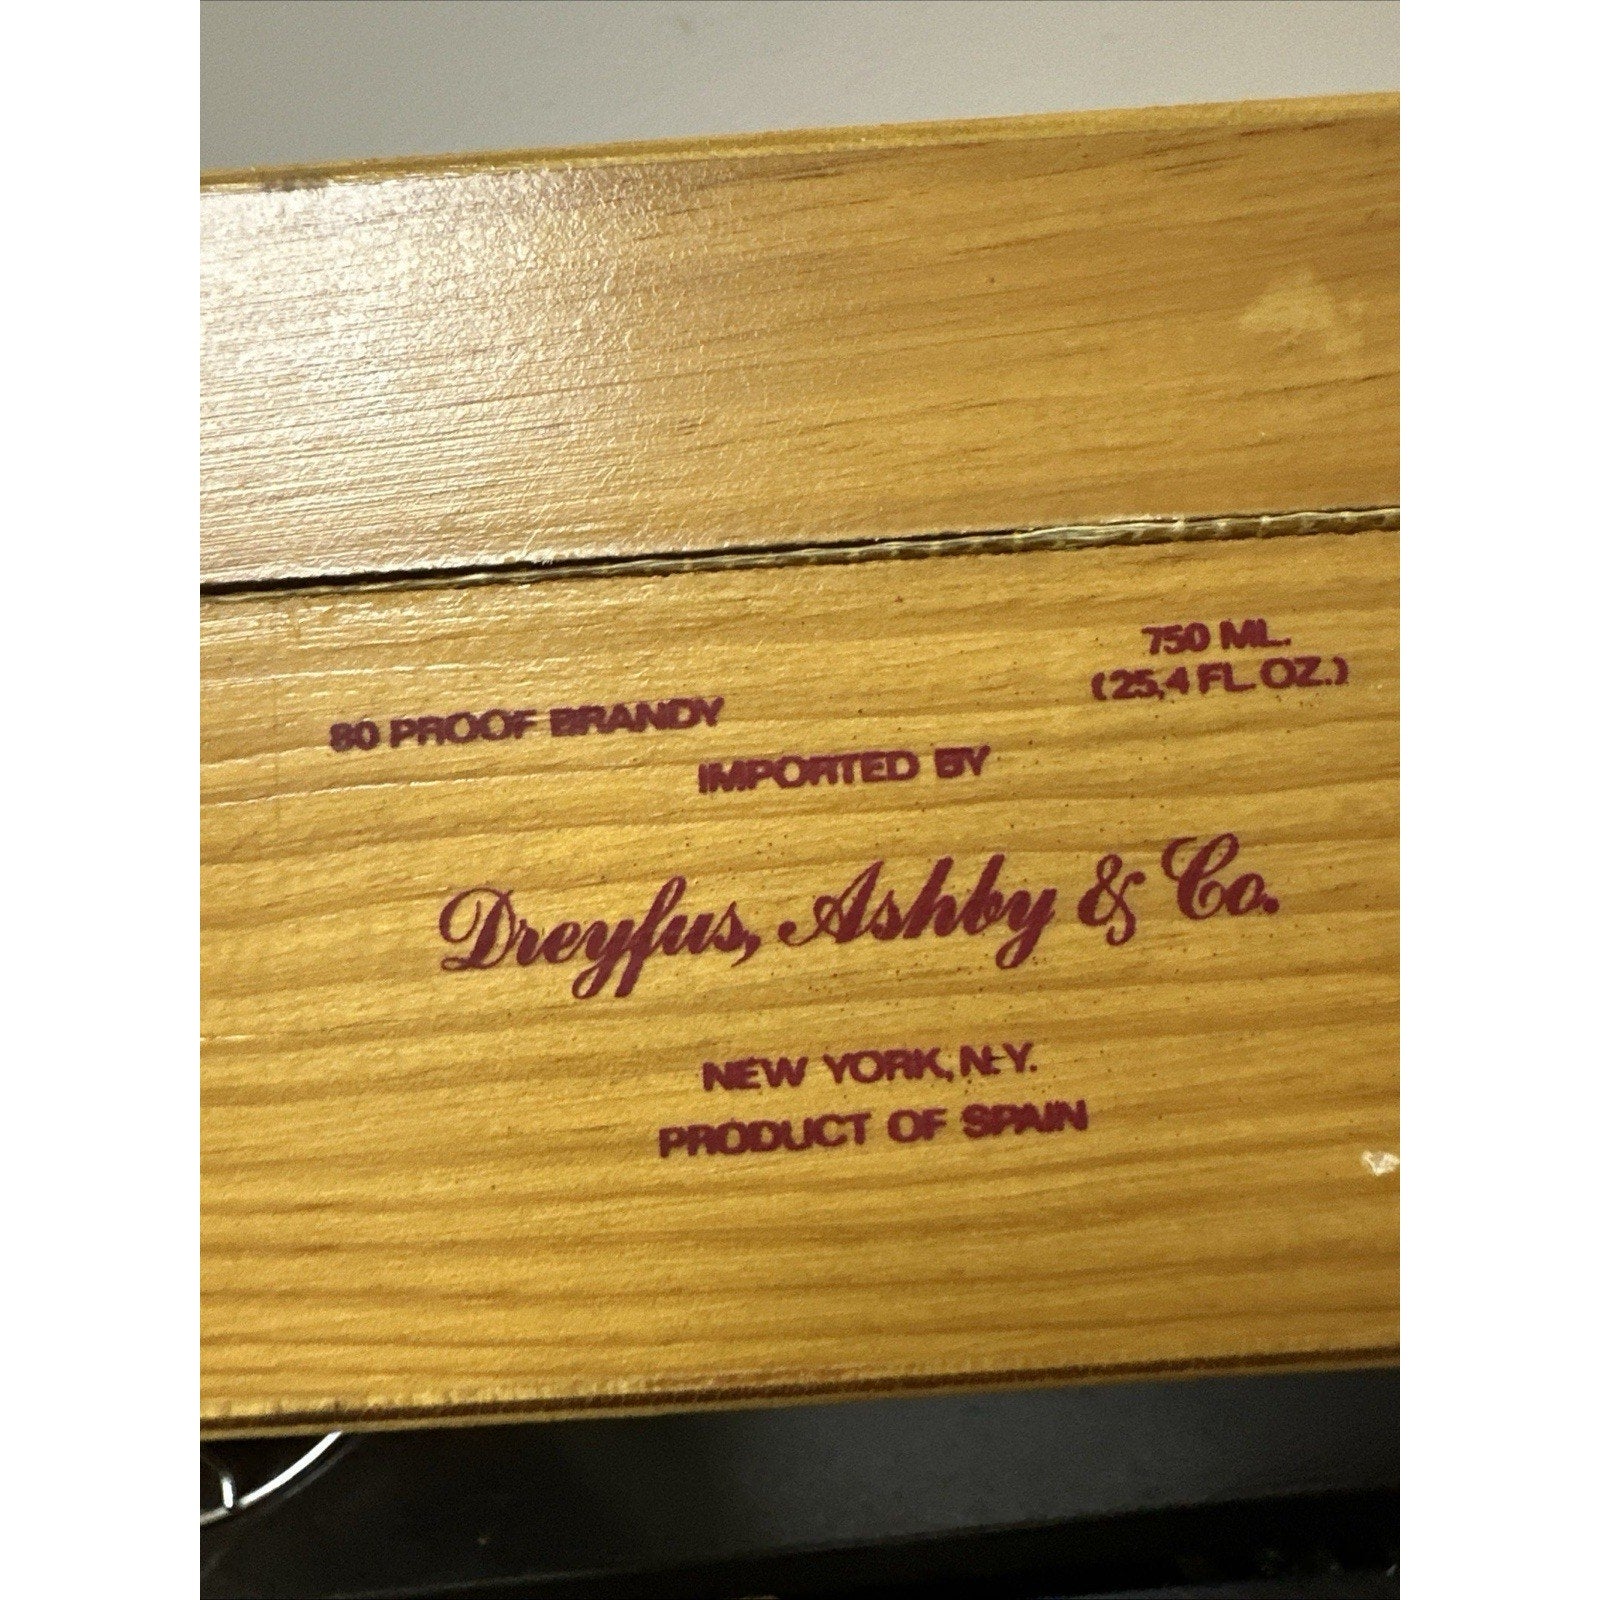 750 ML.
(25,4 FL. OZ.)
80 PROOF BRANDY
IMPORTED BY
Dreyfus, Ashby & Co.
NEW YORK, N.Y.
PRODUCT OF SPAIN